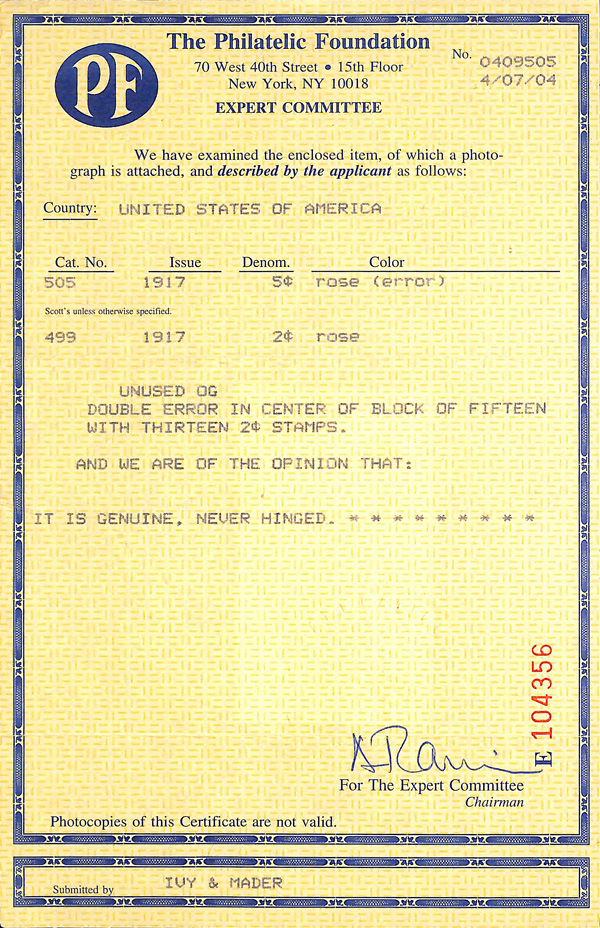 PF
The Philatelic Foundation
70 West 40th Street • 15th Floor
New York, NY 10018
EXPERT COMMITTEE
No. 0409505
4/07/04
We have examined the enclosed item, of which a photo-
graph is attached, and described by the applicant as follows:
Country: UNITED STATES OF AMERICA
Cat. No. Issue Denom. Color
505 1917 5¢ rose (error)
Scott's unless otherwise specified.
499 1917 2¢ rose
UNUSED OG
DOUBLE ERROR IN CENTER OF BLOCK OF FIFTEEN
WITH THIRTEEN 2¢ STAMPS.
AND WE ARE OF THE OPINION THAT:
IT IS GENUINE, NEVER HINGED. * * * * * * * * *
E 104356
For The Expert Committee
Chairman
Photocopies of this Certificate are not valid.
Submitted by IVY & MADER